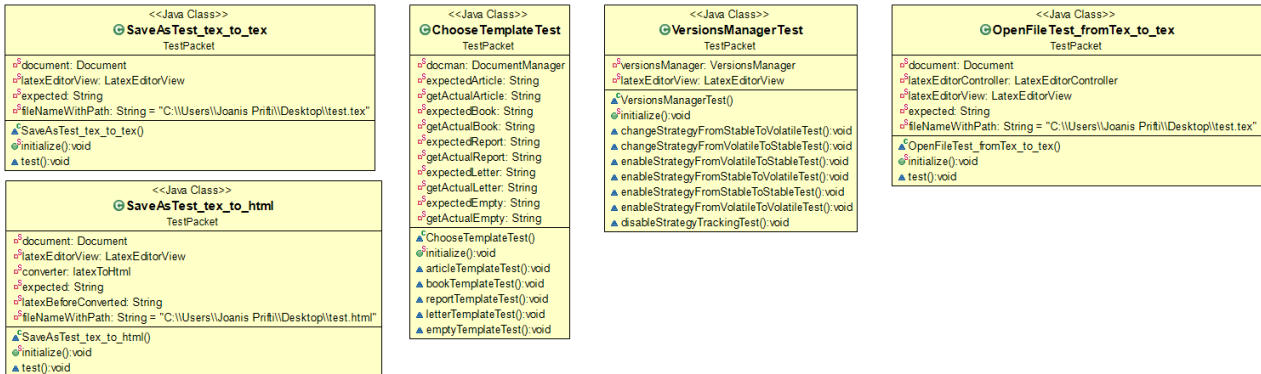 <<Java Class>>
SaveAsTest_tex_to_tex
TestPacket
document: Document
latexEditorView: LatexEditorView
expected: String
fileNameWithPath: String = "C:\\Users\\Joanis Prifti\\Desktop\\test.tex"
SaveAsTest_tex_to_tex()
initialize():void
test():void
<<Java Class>>
SaveAsTest_tex_to_html
TestPacket
document: Document
latexEditorView: LatexEditorView
converter: latexToHtml
expected: String
latexBeforeConverted: String
fileNameWithPath: String = "C:\\Users\\Joanis Prifti\\Desktop\\test.html"
SaveAsTest_tex_to_html()
initialize():void
test():void
<<Java Class>>
ChooseTemplateTest
TestPacket
docman: DocumentManager
expectedArticle: String
getActualArticle: String
expectedBook: String
getActualBook: String
expectedReport: String
getActualReport: String
expectedLetter: String
getActualLetter: String
expectedEmpty: String
getActualEmpty: String
ChooseTemplateTest()
initialize():void
articleTemplateTest():void
bookTemplateTest():void
reportTemplateTest():void
letterTemplateTest():void
emptyTemplateTest():void
<<Java Class>>
VersionsManagerTest
TestPacket
versionsManager: VersionsManager
latexEditorView: LatexEditorView
VersionsManagerTest()
initialize():void
changeStrategyFromStableToVolatileTest():void
changeStrategyFromVolatileToStableTest():void
enableStrategyFromVolatileToStableTest():void
enableStrategyFromStableToVolatileTest():void
enableStrategyFromStableToStableTest():void
enableStrategyFromVolatileToVolatileTest():void
disableStrategyTrackingTest():void
<<Java Class>>
OpenFileTest_fromTex_to_tex
TestPacket
document: Document
latexEditorController: LatexEditorController
latexEditorView: LatexEditorView
expected: String
fileNameWithPath: String = "C:\\Users\\Joanis Prifti\\Desktop\\test.tex"
OpenFileTest_fromTex_to_tex()
initialize():void
test():void